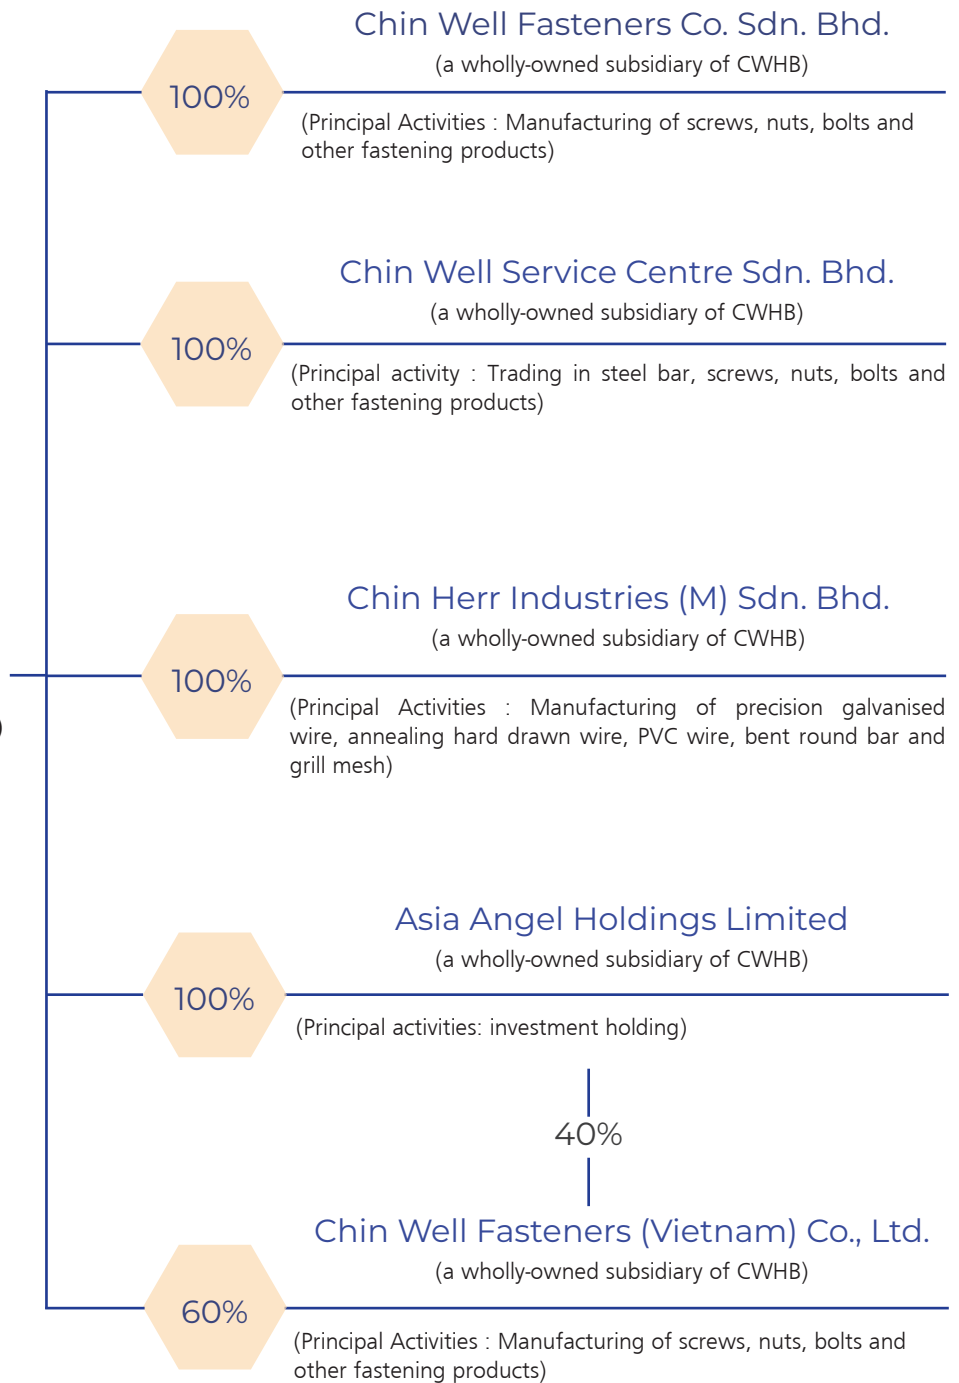 Chin Well Fasteners Co. Sdn. Bhd.
(a wholly-owned subsidiary of CWHB)
100%
(Principal Activities : Manufacturing of screws, nuts, bolts and
other fastening products)
Chin Well Service Centre Sdn. Bhd.
(a wholly-owned subsidiary of CWHB)
100%
(Principal activity : Trading in steel bar, screws, nuts, bolts and
other fastening products)
Chin Herr Industries (M) Sdn. Bhd.
(a wholly-owned subsidiary of CWHB)
100%
(Principal Activities : Manufacturing of precision galvanised
wire, annealing hard drawn wire, PVC wire, bent round bar and
grill mesh)
)
Asia Angel Holdings Limited
(a wholly-owned subsidiary of CWHB)
100%
(Principal activities: investment holding)
40%
Chin Well Fasteners (Vietnam) Co., Ltd.
(a wholly-owned subsidiary of CWHB)
60%
(Principal Activities : Manufacturing of screws, nuts, bolts and
other fastening products)